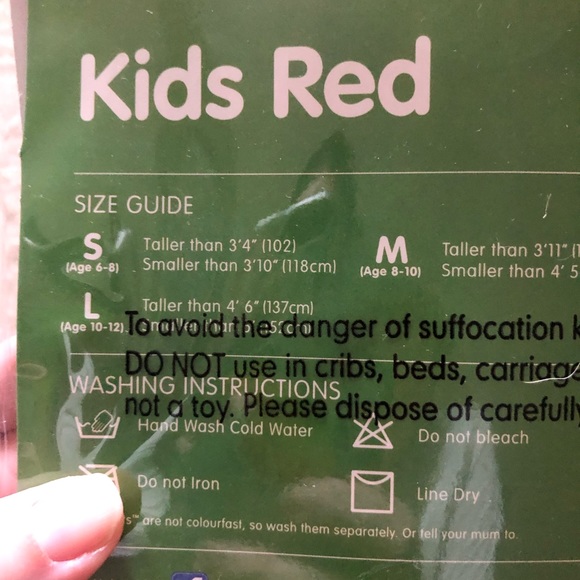 Kids Red
SIZE GUIDE
S
(Age 6-8)
Taller than 3'4" (102)
Smaller than 3'10" (118cm)
M
(Age 8-10)
Taller than 3'11"
Smaller than 4' 5
L
(Age 10-12)
Taller than 4' 6" (137cm)
Smaller than
To avoid the danger of suffocation
DO NOT use in cribs, beds,
not a toy. Please dispose of carefully
WASHING INSTRUCTIONS
Hand Wash Cold Water
Do not bleach
Do not Iron
Line Dry
are not colourfast, so wash them separately. Or tell your mum to.